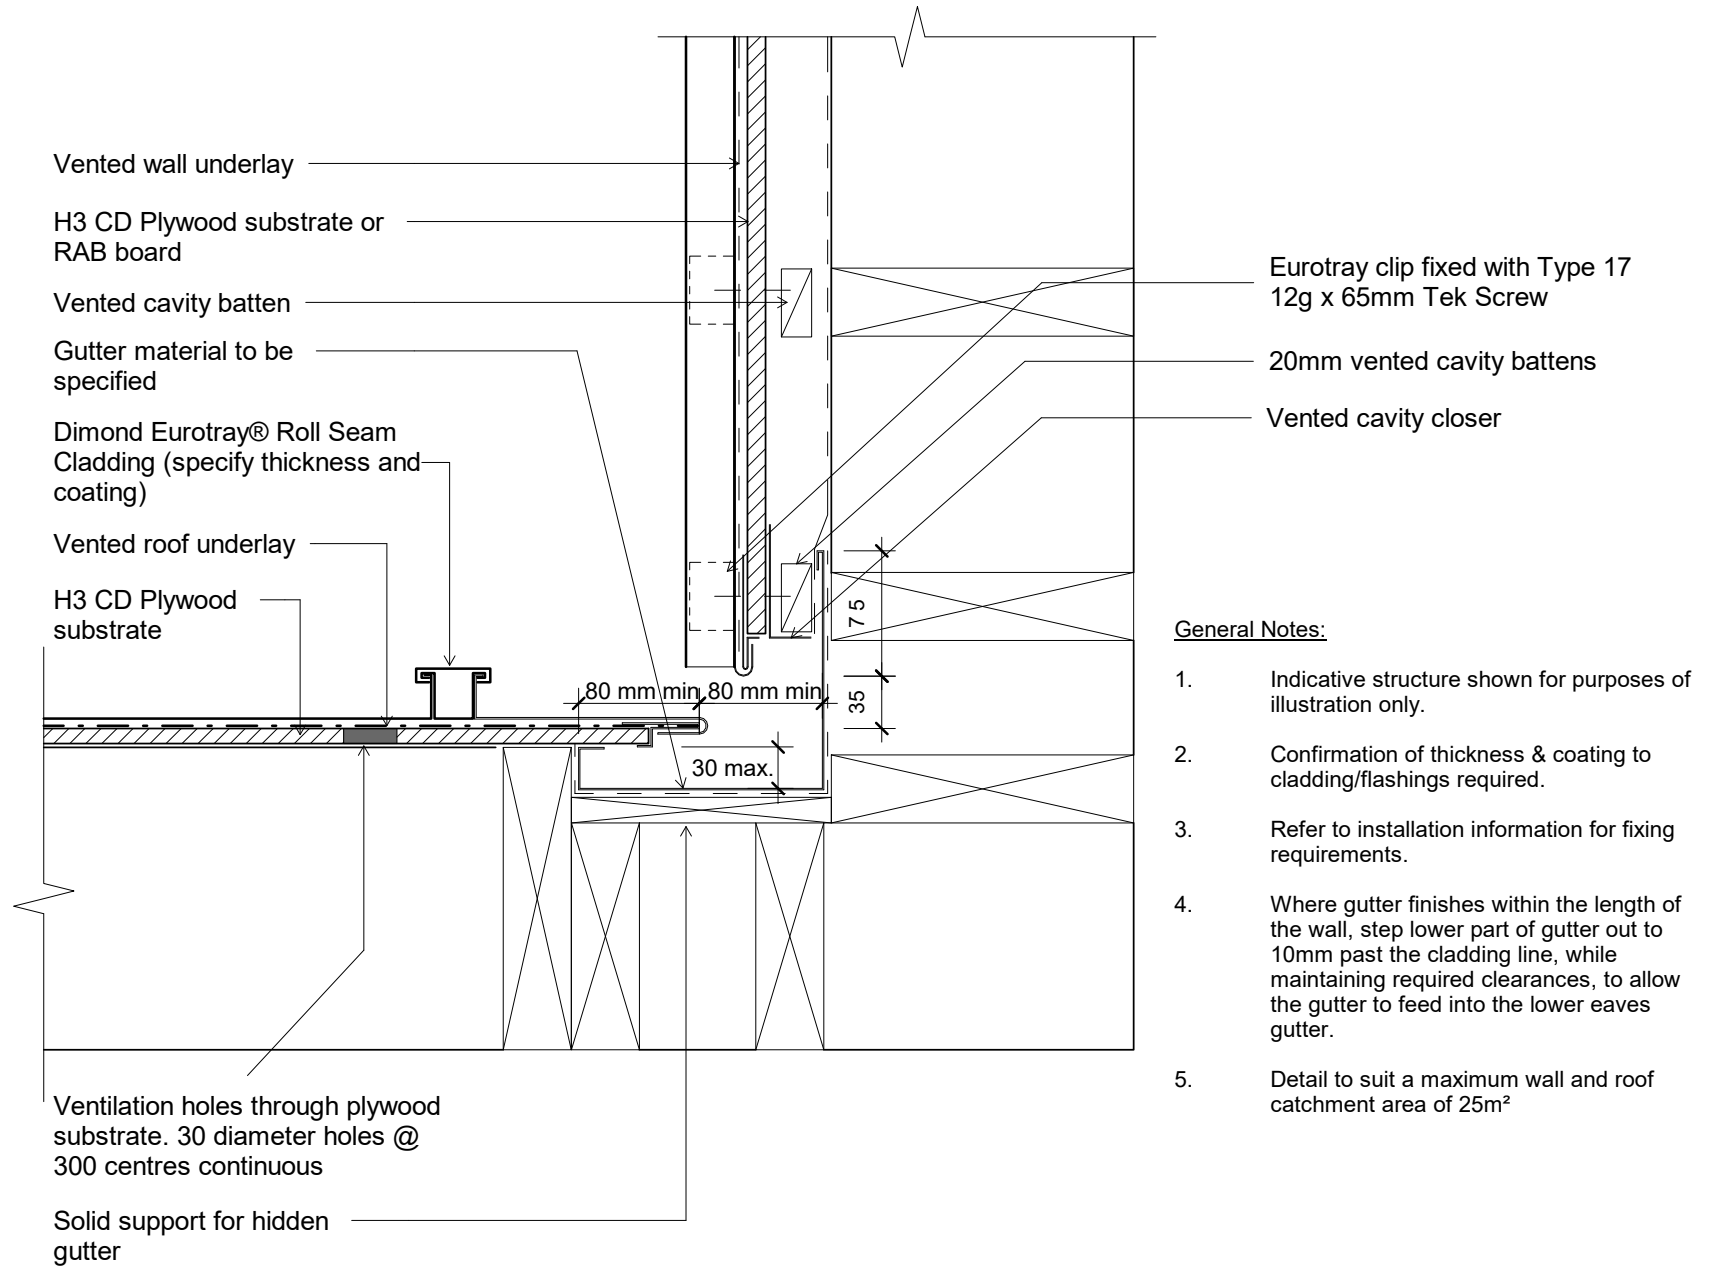 Vented wall underlay
H3 CD Plywood substrate or
RAB board
Vented cavity batten
Gutter material to be
specified
Dimond Eurotray® Roll Seam
Cladding (specify thickness and
coating)
Vented roof underlay
H3 CD Plywood
substrate
Eurotray clip fixed with Type 17
12g x 65mm Tek Screw
20mm vented cavity battens
Vented cavity closer
75
35
80 mm min
80 mm min
30 max.
Ventilation holes through plywood
substrate. 30 diameter holes @
300 centres continuous
Solid support for hidden
gutter
General Notes:
1. Indicative structure shown for purposes of
illustration only.
2. Confirmation of thickness & coating to
cladding/flashings required.
3. Refer to installation information for fixing
requirements.
4. Where gutter finishes within the length of
the wall, step lower part of gutter out to
10mm past the cladding line, while
maintaining required clearances, to allow
the gutter to feed into the lower eaves
gutter.
5. Detail to suit a maximum wall and roof
catchment area of 25m²